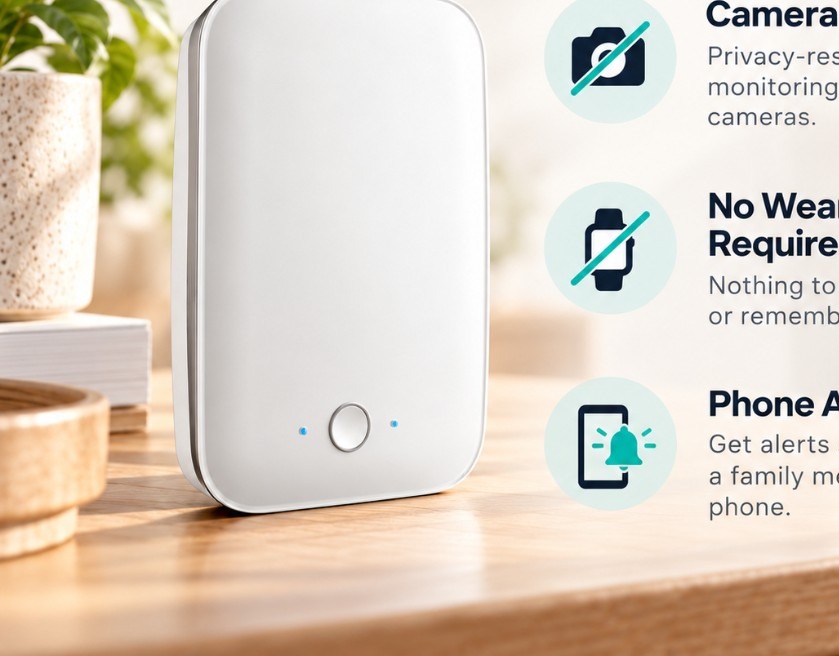 Camera
Privacy-res
monitoring
cameras.
No Wear
Require
Nothing to
or rememb
Phone A
Get alerts
a family me
phone.